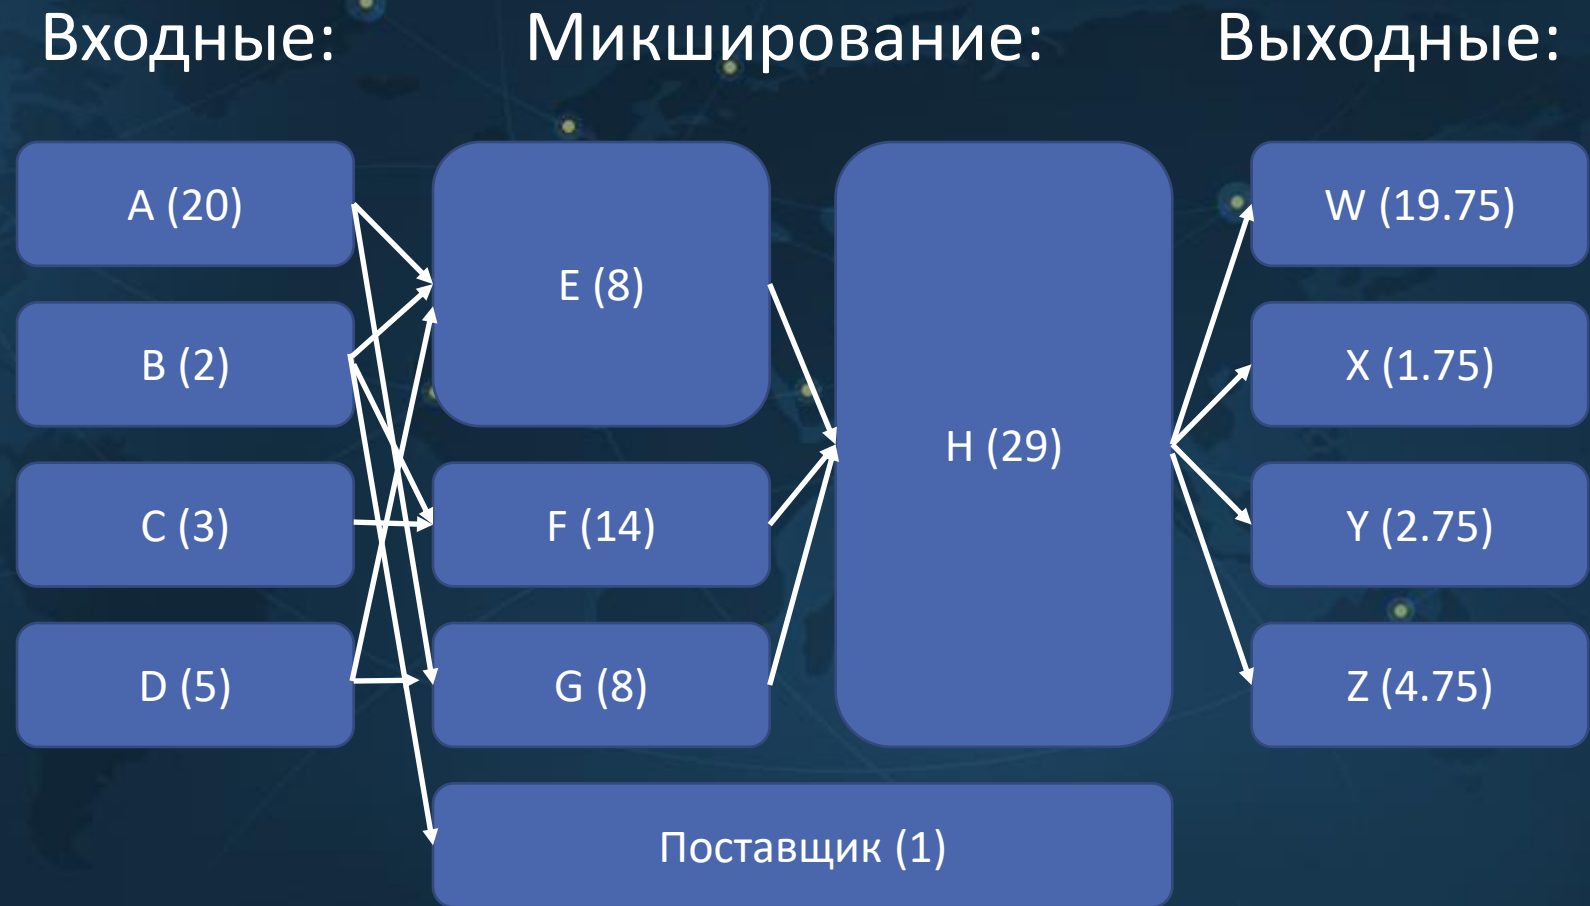 Входные:
Микширование:
Выходные:
A (20)
E (8)
H (29)
W (19.75)
B (2)
X (1.75)
C (3)
F (14)
Y (2.75)
D (5)
G (8)
Z (4.75)
Поставщик (1)